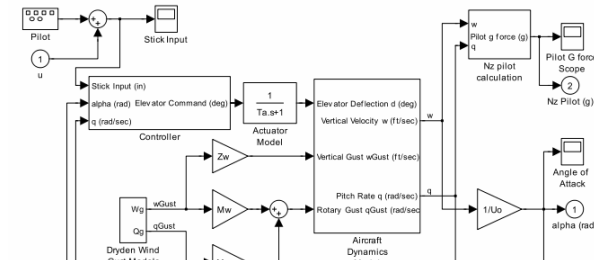 Pilot
1
u
Stick Input
Stick Input (in)
alpha (rad)
Elevator Command (deg)
q (rad/sec)
Controller
1
Ta.s+1
Actuator
Model
Elevator Deflection d (deg)
Vertical Velocity w (ft/sec)
Vertical Gust wGust (ft/sec)
Pitch Rate q (rad/sec)
Rotary Gust qGust (rad/sec
Aircraft
Dynamics
w
q
w
Pilot g force (g)
q
Nz pilot
calculation
Pilot G force
Scope
2
Nz Pilot (g)
Angle of
Attack
1/Uo
1
alpha (rad
Zw
Mw
Wg
wGust
Qg
qGust
Dryden Wind